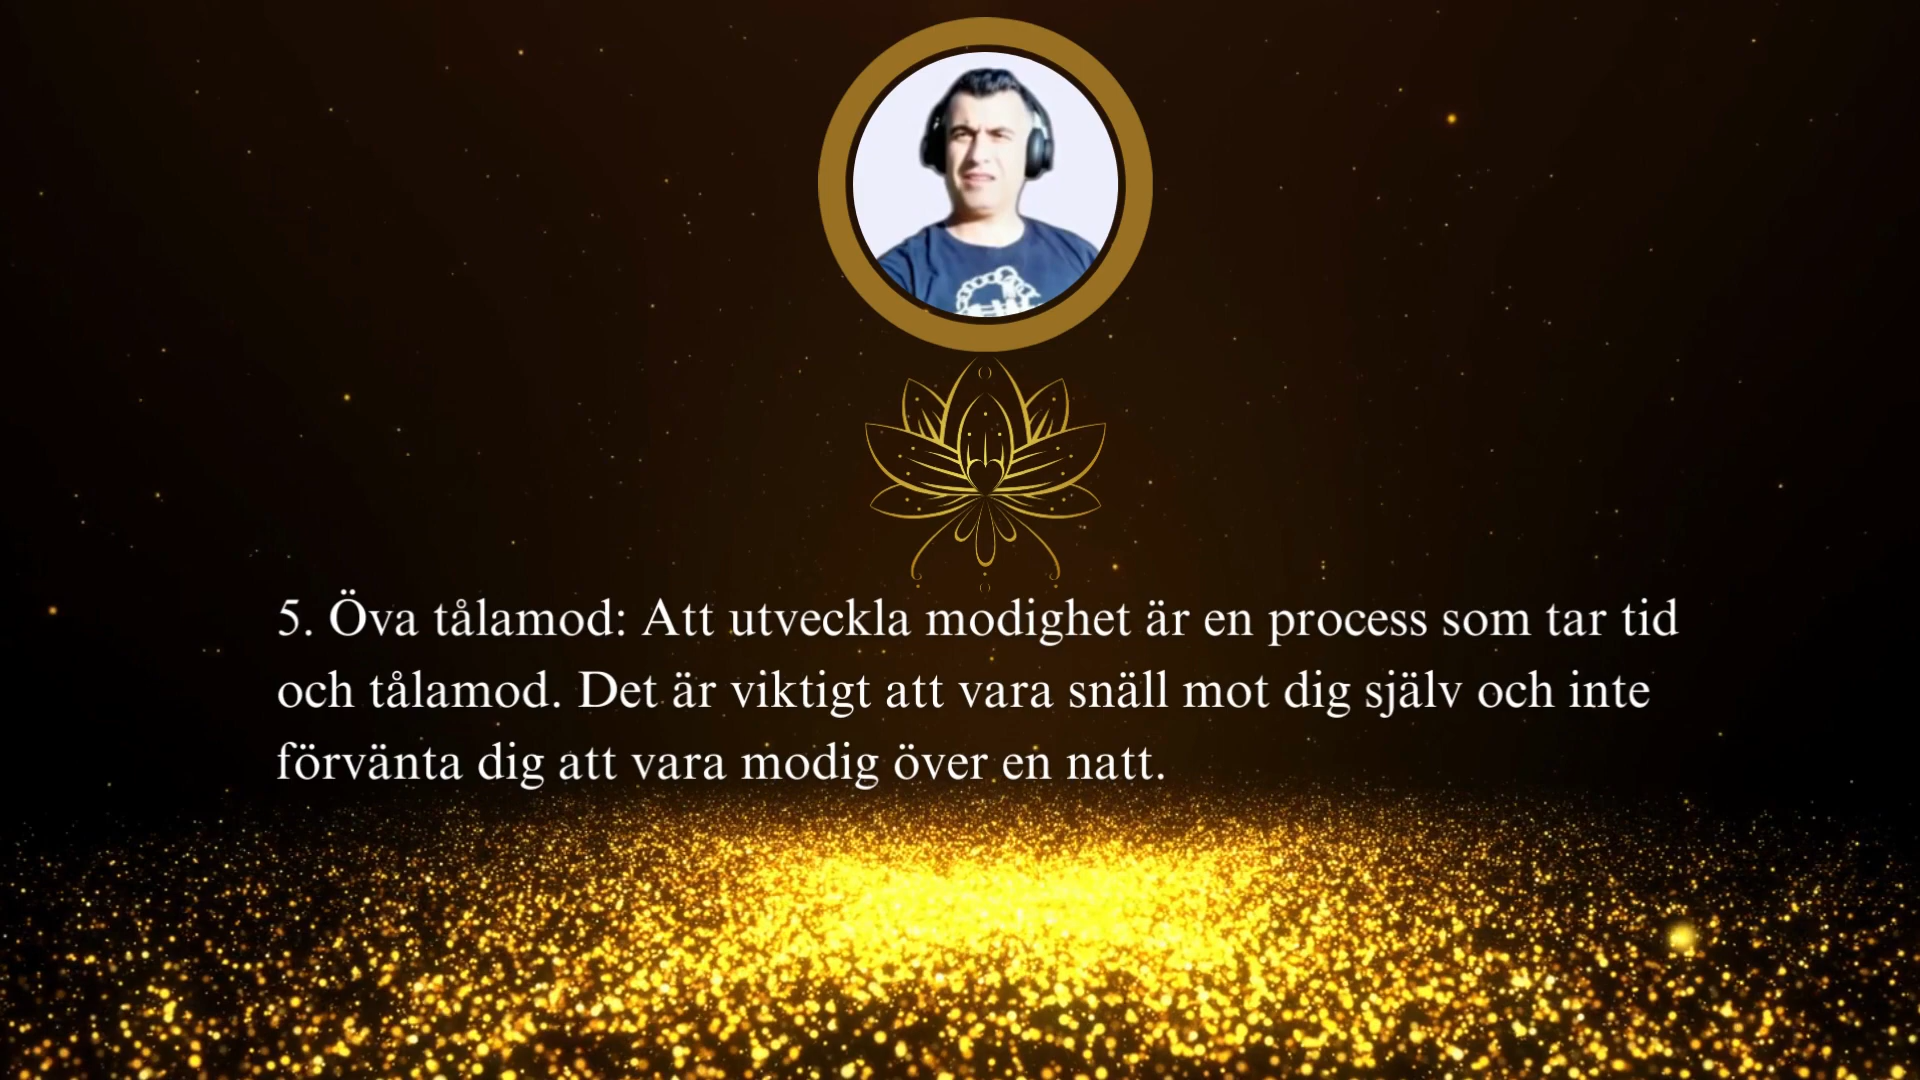 5. Öva tålamod: Att utveckla modighet är en process som tar tid
och tålamod. Det är viktigt att vara snäll mot dig själv och inte
förvänta dig att vara modig över en natt.